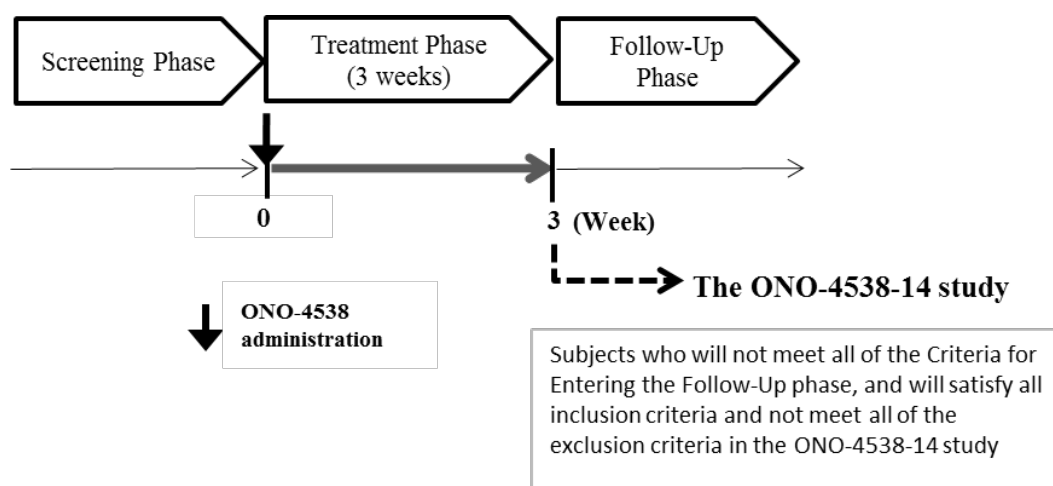 Screening Phase
Treatment Phase
(3 weeks)
Follow-Up
Phase
0
3 (Week)
The ONO-4538-14 study
ONO-4538
administration
Subjects who will not meet all of the Criteria for
Entering the Follow-Up phase, and will satisfy all
inclusion criteria and not meet all of the
exclusion criteria in the ONO-4538-14 study